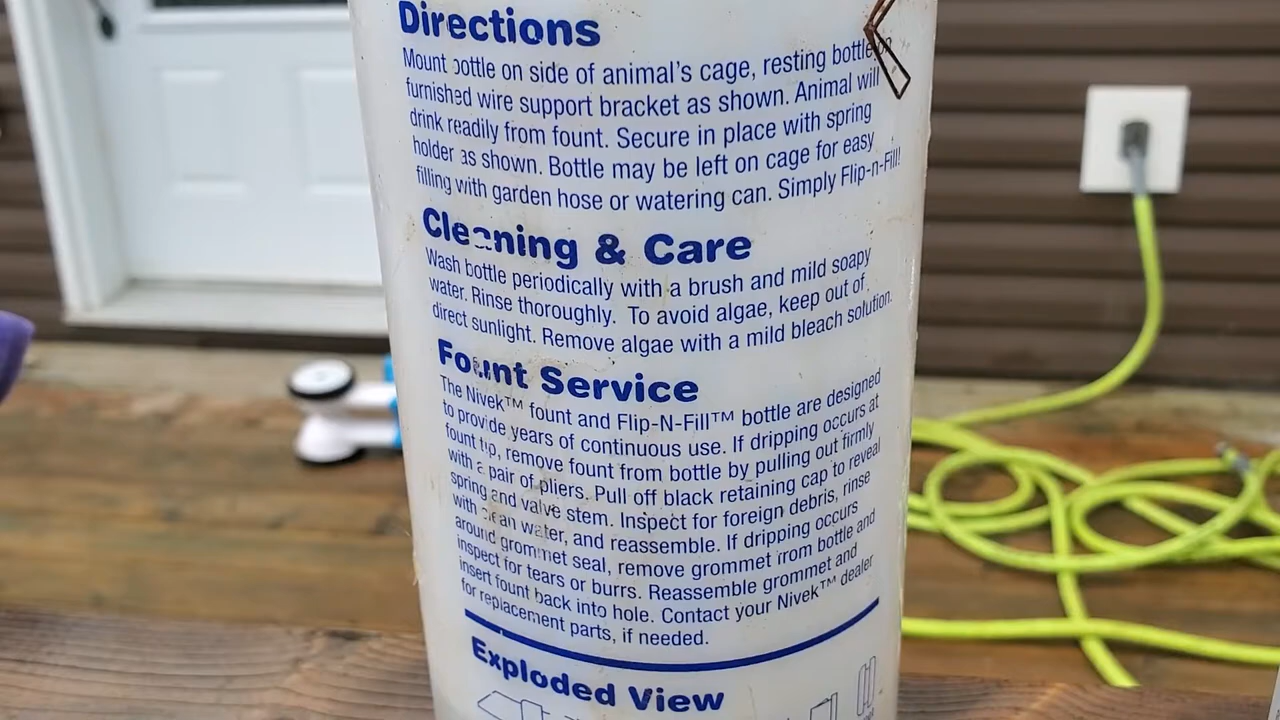 Directions
Mount bottle on side of animal's cage, resting bottle on
furnished wire support bracket as shown. Animal will
drink readily from fount. Secure in place with spring
holder as shown. Bottle may be left on cage for easy
filling with garden hose or watering can. Simply Flip-n-Fill!
Cleaning & Care
Wash bottle periodically with a brush and mild soapy
water. Rinse thoroughly. To avoid algae, keep out of
direct sunlight. Remove algae with a mild bleach solution.
Fount Service
The Nivek™ fount and Flip-N-Fill™ bottle are designed
to provide years of continuous use. If dripping occurs at
fount tip, remove fount from bottle by pulling out firmly
with a pair of pliers. Pull off black retaining cap to reveal
spring and valve stem. Inspect for foreign debris, rinse
with clean water, and reassemble. If dripping occurs
around grommet seal, remove grommet from bottle and
inspect for tears or burrs. Reassemble grommet and
insert fount back into hole. Contact your Nivek™ dealer
for replacement parts, if needed.
Exploded View